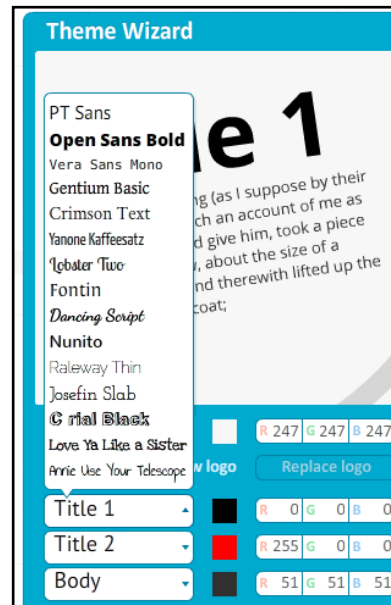 Theme Wizard
le 1
PT Sans
Open Sans Bold
Vera Sans Mono
Gentium Basic
Crimson Text
Yanone Kaffeesatz
Lobster Two
Fontin
Dancing Script
Nunito
Raleway Thin
Josefin Slab
C rial Black
Love Ya Like a Sister
Annie Use Your Telescope
g (as I suppose by their
ch an account of me as
d give him, took a piece
, about the size of a
nd therewith lifted up the
coat;
R 247 G 247 B 247
w logo Replace logo
Title 1 R 0 G 0 B 0
Title 2 R 255 G 0 B 0
Body R 51 G 51 B 51